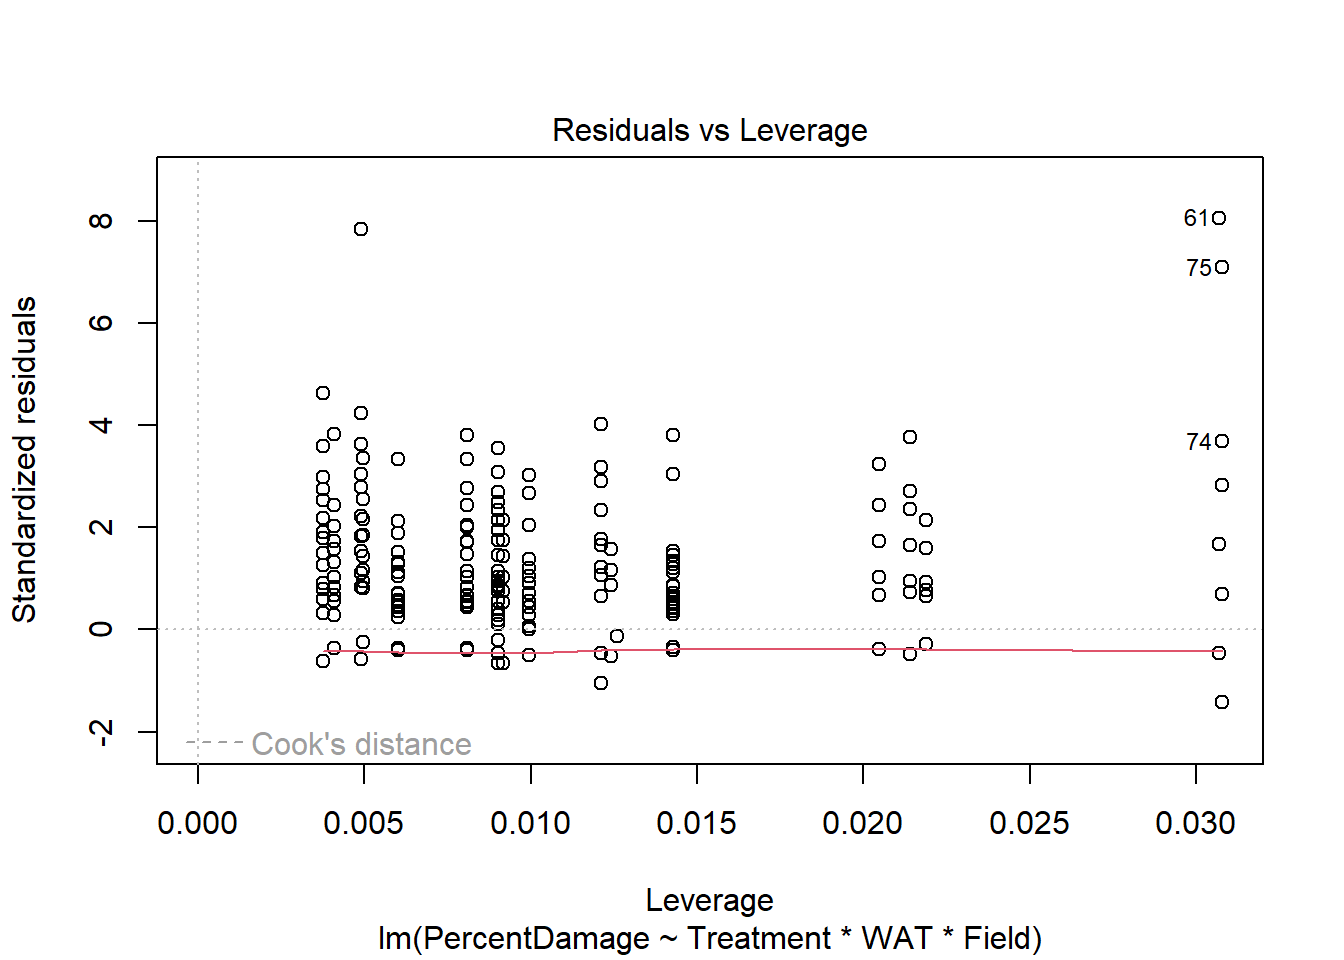 Residuals vs Leverage
Standardized residuals
8
6
4
2
0
-2
61
75
74
Cook's distance
0.000 0.005 0.010 0.015 0.020 0.025 0.030
Leverage
lm(PercentDamage ~ Treatment * WAT * Field)